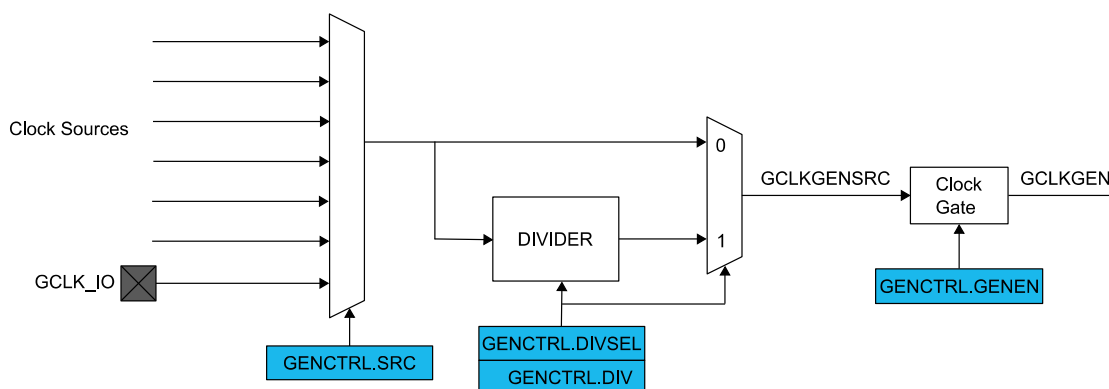 Clock Sources
GCLK_IO
GENCTRL.SRC
DIVIDER
GENCTRL.DIVSEL
GENCTRL.DIV
0
1
GCLKGENSRC
Clock
Gate
GENCTRL.GENEN
GCLKGEN